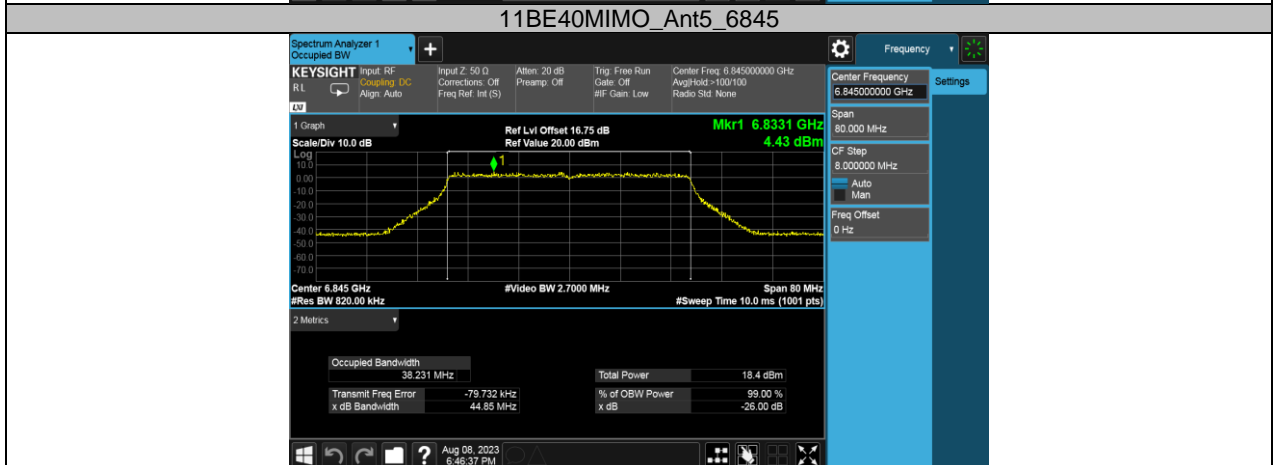 11BE40MIMO_Ant5_6845
Spectrum Analyzer 1
Occupied BW
+
Frequency
KEYSIGHT
R L
LXI
Input: RF
Coupling: DC
Align: Auto
Input Z: 50 Ω
Corrections: Off
Freq Ref: Int (S)
Atten: 20 dB
Preamp: Off
Trig: Free Run
Gate: Off
#IF Gain: Low
Center Freq: 6.845000000 GHz
Avg|Hold:>100/100
Radio Std: None
Center Frequency
6.845000000 GHz
Settings
Span
80.000 MHz
CF Step
8.000000 MHz
Auto
Man
Freq Offset
0 Hz
1 Graph
Scale/Div 10.0 dB
Ref Lvl Offset 16.75 dB
Ref Value 20.00 dBm
Mkr1 6.8331 GHz
4.43 dBm
Log
10.0
0.00
-10.0
-20.0
-30.0
-40.0
-50.0
-60.0
-70.0
1
Center 6.845 GHz
#Res BW 820.00 kHz
#Video BW 2.7000 MHz
Span 80 MHz
#Sweep Time 10.0 ms (1001 pts)
2 Metrics
Occupied Bandwidth
38.231 MHz
Total Power 18.4 dBm
Transmit Freq Error -79.732 kHz
% of OBW Power 99.00 %
x dB Bandwidth 44.85 MHz
x dB -26.00 dB
?
Aug 08, 2023
6:46:37 PM